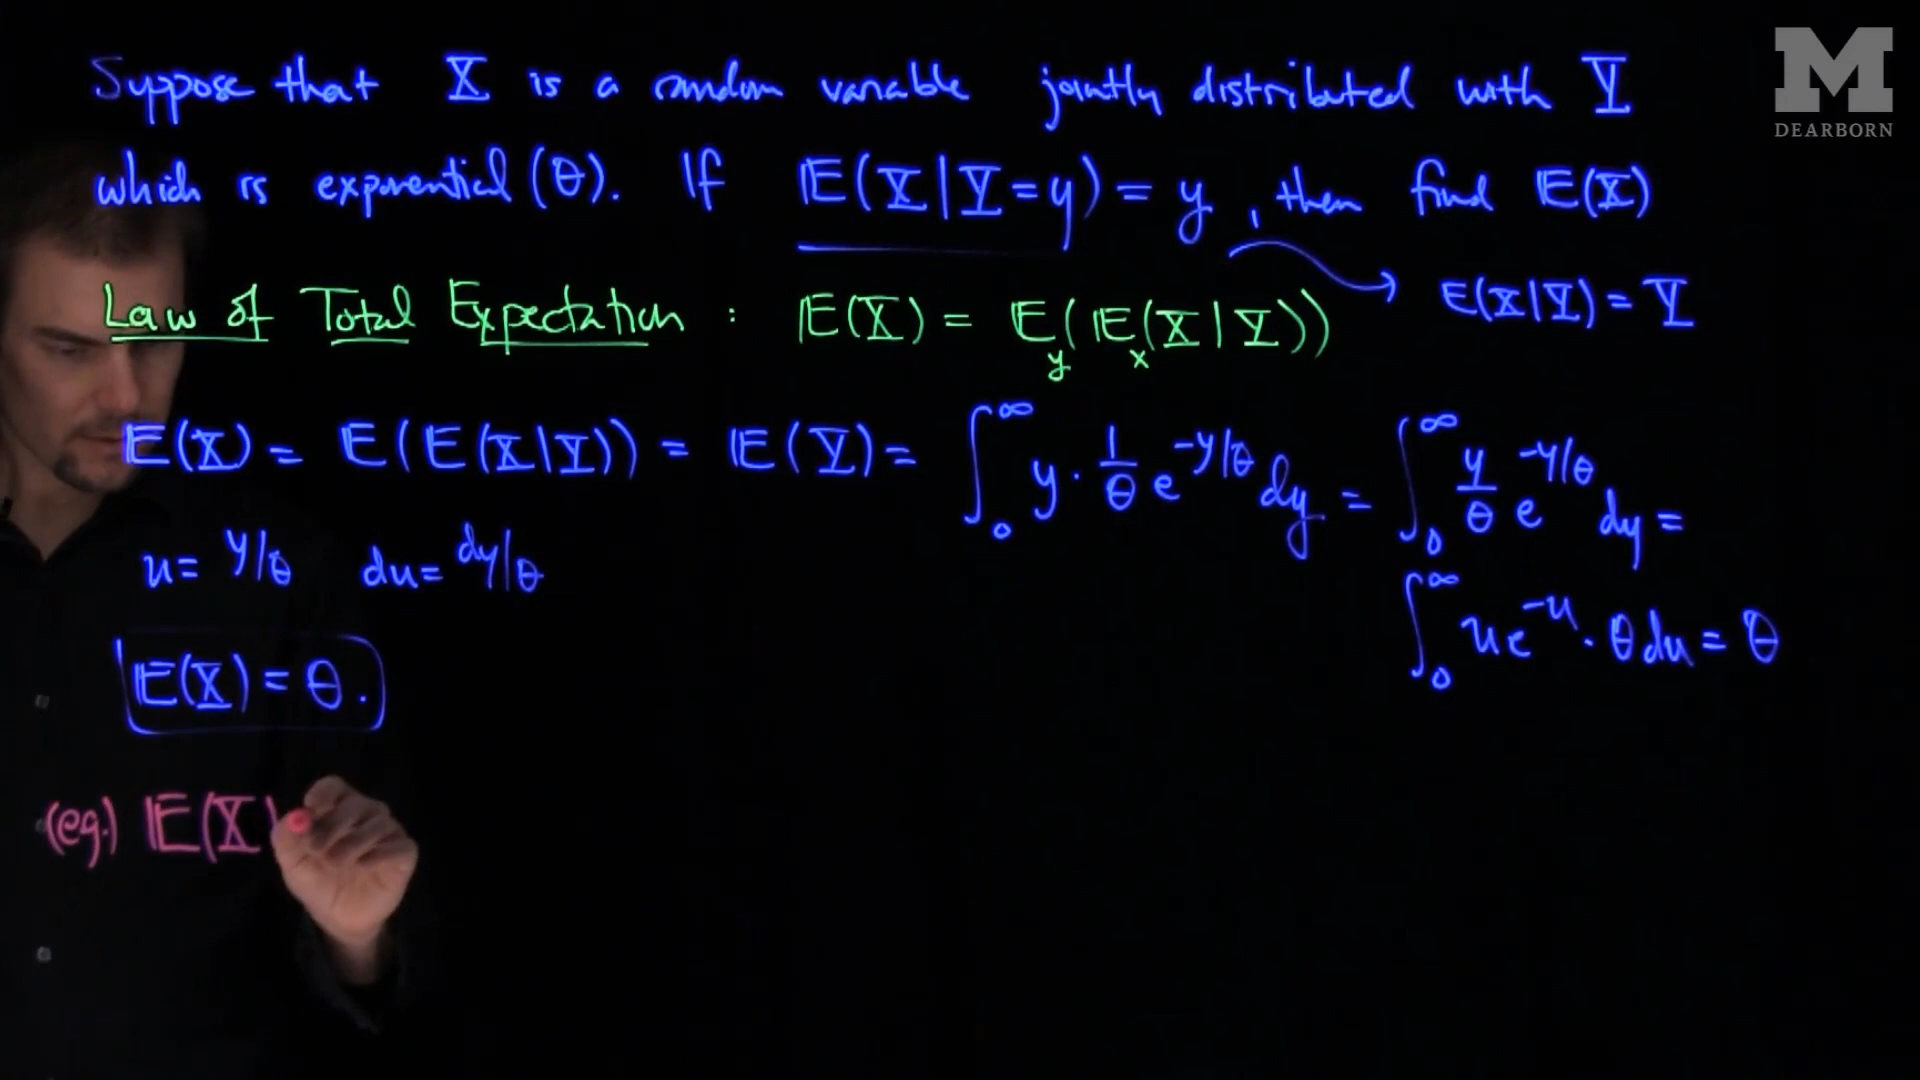 Suppose that X is a random variable jointly distributed with Y
which is exponential (θ). If E(X|Y=y) = y , then find E(X)
E(X|Y) = Y
Law of Total Expectation : E(X) = E_y(E_x(X|Y))
E(X) = E(E(X|Y)) = E(Y) = ∫_0^∞ y · 1/θ e^{-y/θ} dy = ∫_0^∞ y/θ e^{-y/θ} dy =
u = y/θ du = dy/θ
∫_0^∞ u e^{-u} · θ du = θ
E(X) = θ.
(eg.) E(X)
M
DEARBORN